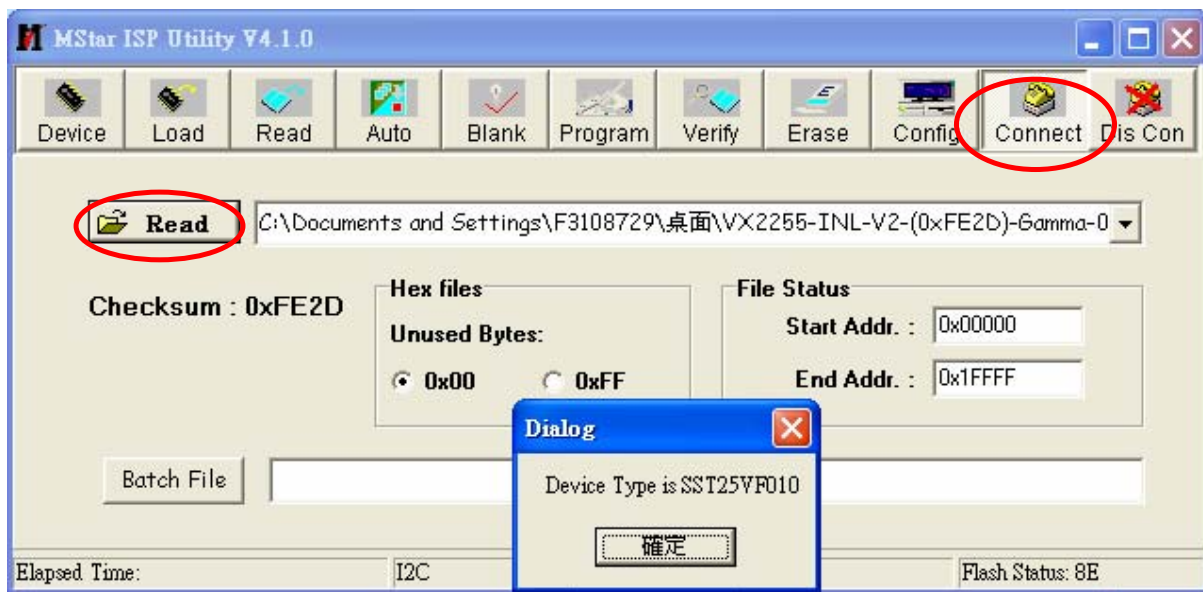 MStar ISP Utility V4.1.0
Device Load Read Auto Blank Program Verify Erase Config Connect Dis Con
Read C:\Documents and Settings\F3108729\桌面\VX2255-INL-V2-(0xFE2D)-Gamma-0
Checksum : 0xFE2D
Hex files
Unused Bytes:
0x00 0xFF
File Status
Start Addr. : 0x00000
End Addr. : 0x1FFFF
Dialog
Device Type is SST25VF010
確定
Batch File
Elapsed Time: I2C Flash Status: 8E